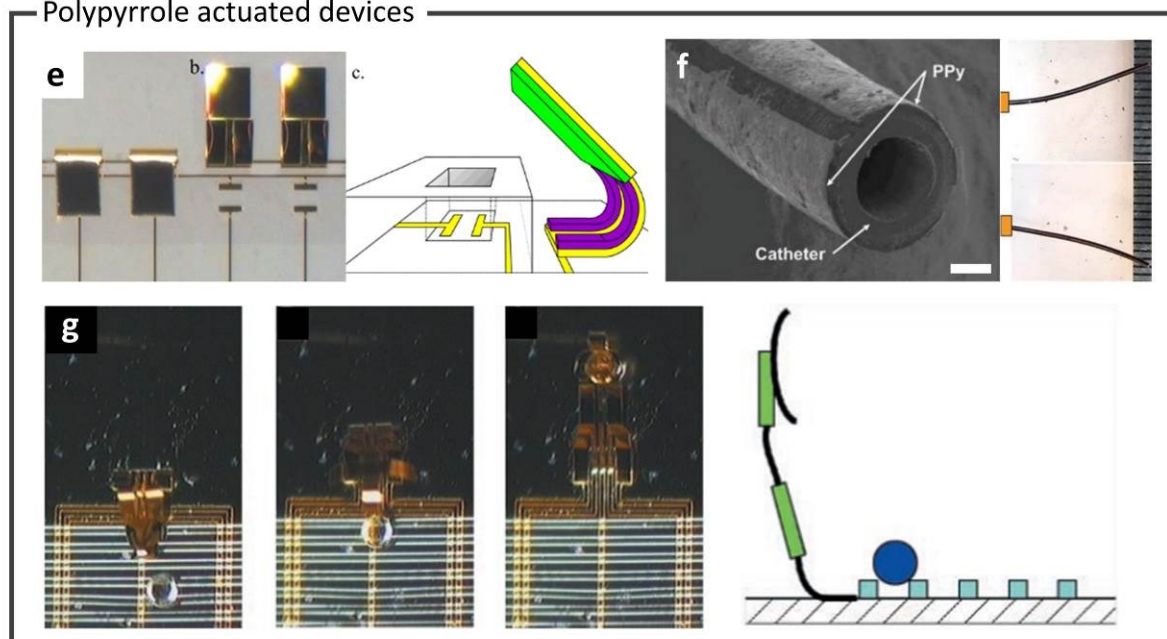 Polypyrrole actuated devices
e
b.
c.
f
PPy
Catheter
g